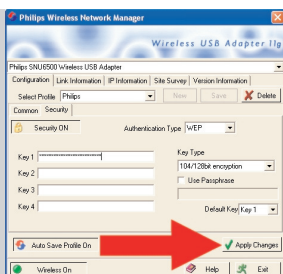 Philips Wireless Network Manager
Wireless USB Adapter 11g
Philips SNU6500 Wireless USB Adapter
Configuration Link Information IP Information Site Survey Version Information
Select Profile Philips New Save Delete
Common Security
Security ON Authentication Type WEP
Key Type
Key 1 104/128bit encryption
Key 2 Use Passphrase
Key 3
Key 4 Default Key Key 1
Auto Save Profile On Apply Changes
Wireless On Help Exit